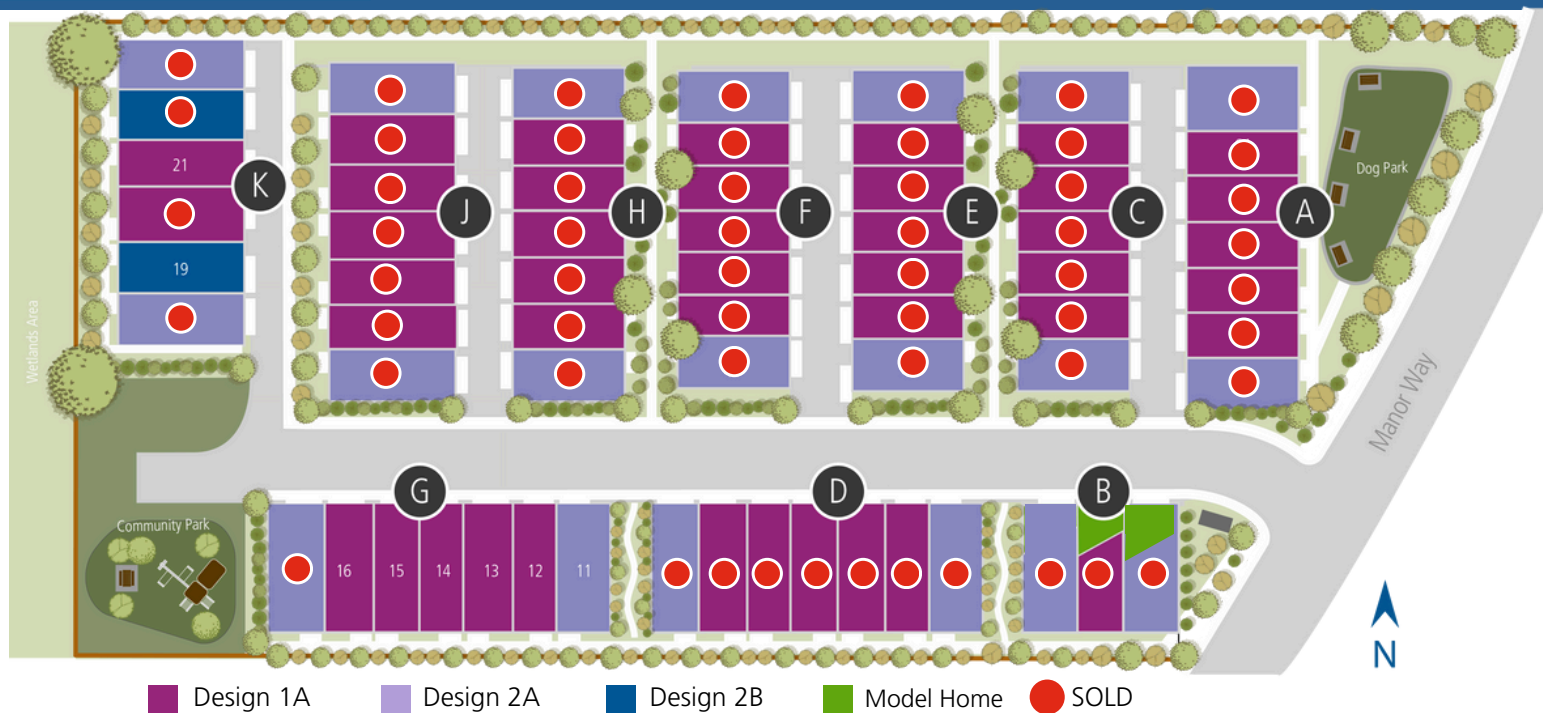 K
21
19
J
H
F
E
C
A
Dog Park
Wetlands Area
Manor Way
G
D
B
Community Park
16
15
14
13
12
11
N
Design 1A
Design 2A
Design 2B
Model Home
SOLD